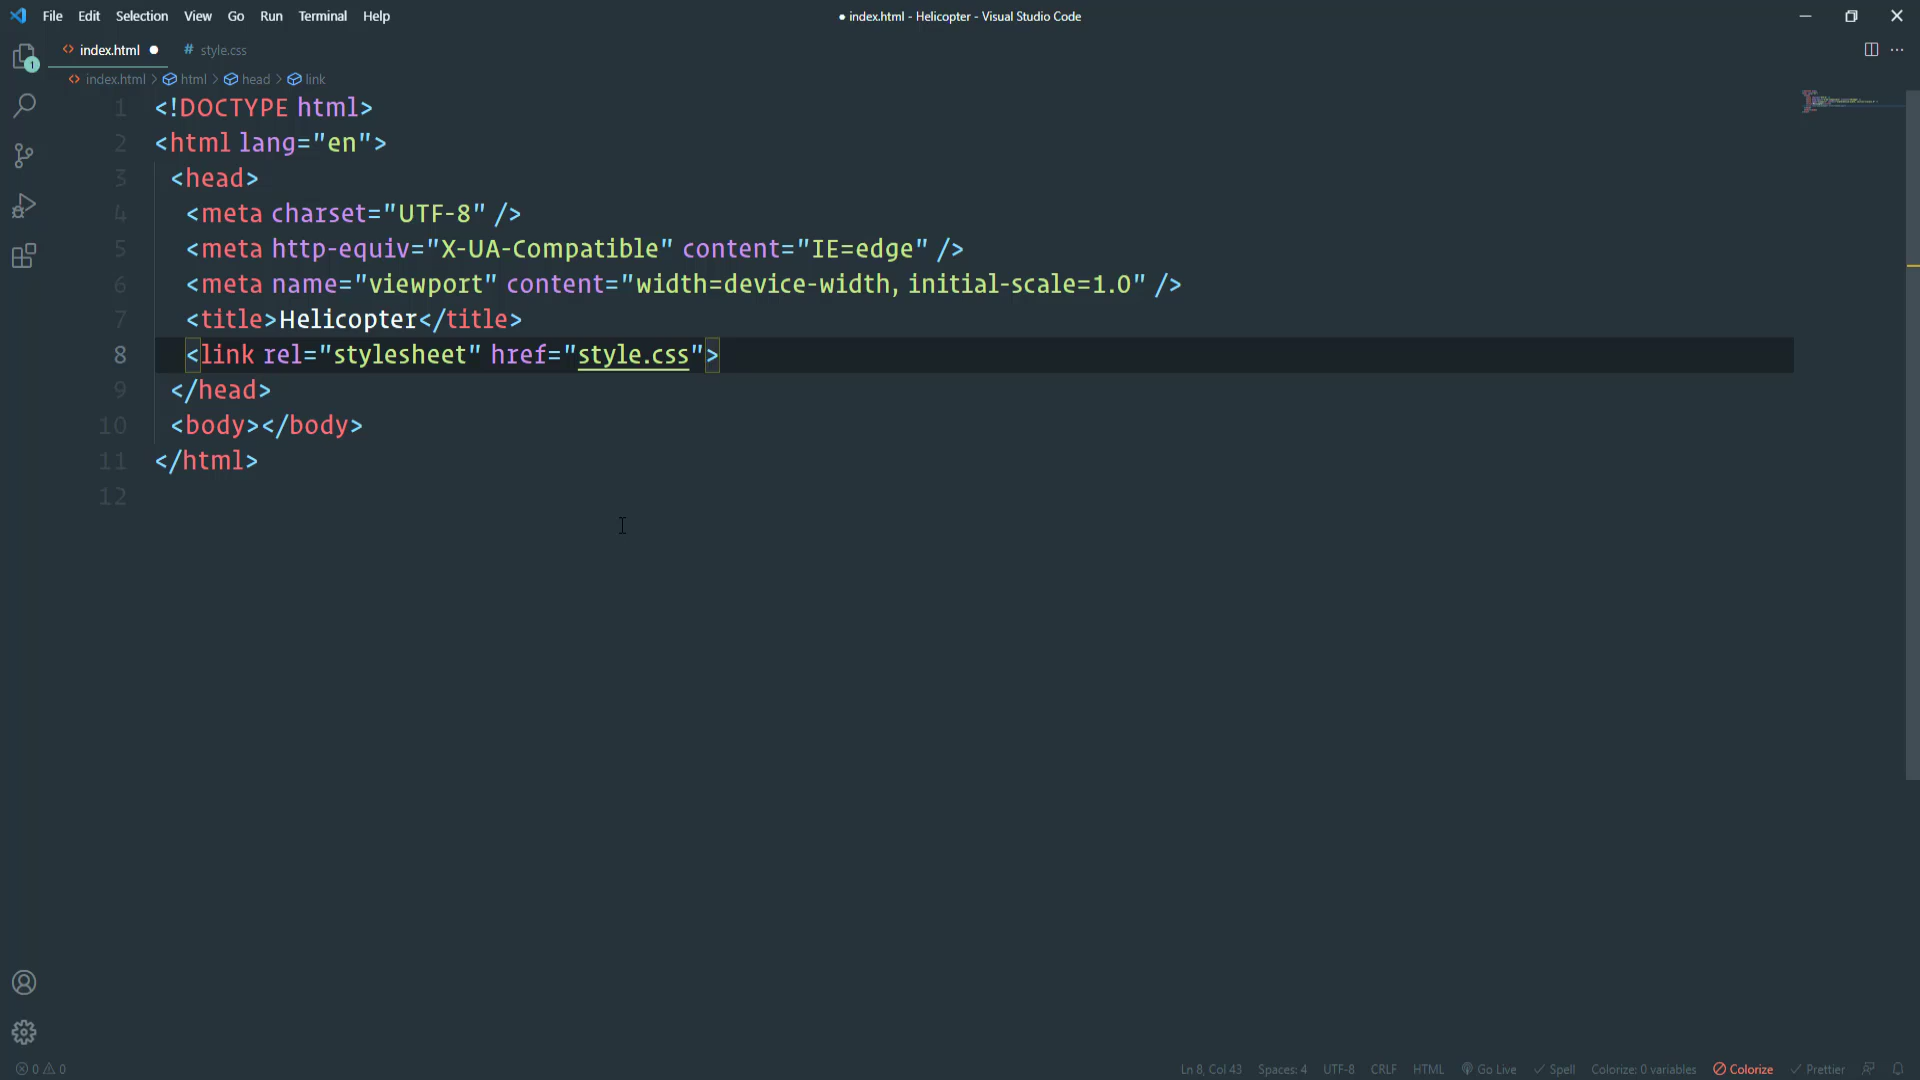 File Edit Selection View Go Run Terminal Help
● index.html - Helicopter - Visual Studio Code
index.html ● # style.css
index.html > html > head > link
1 <!DOCTYPE html>
2 <html lang="en">
3 <head>
4 <meta charset="UTF-8" />
5 <meta http-equiv="X-UA-Compatible" content="IE=edge" />
6 <meta name="viewport" content="width=device-width, initial-scale=1.0" />
7 <title>Helicopter</title>
8 <link rel="stylesheet" href="style.css">
9 </head>
10 <body></body>
11 </html>
12
1
0 0 Ln 8, Col 43 Spaces: 4 UTF-8 CRLF HTML Go Live Spell Colorize: 0 variables Colorize Prettier